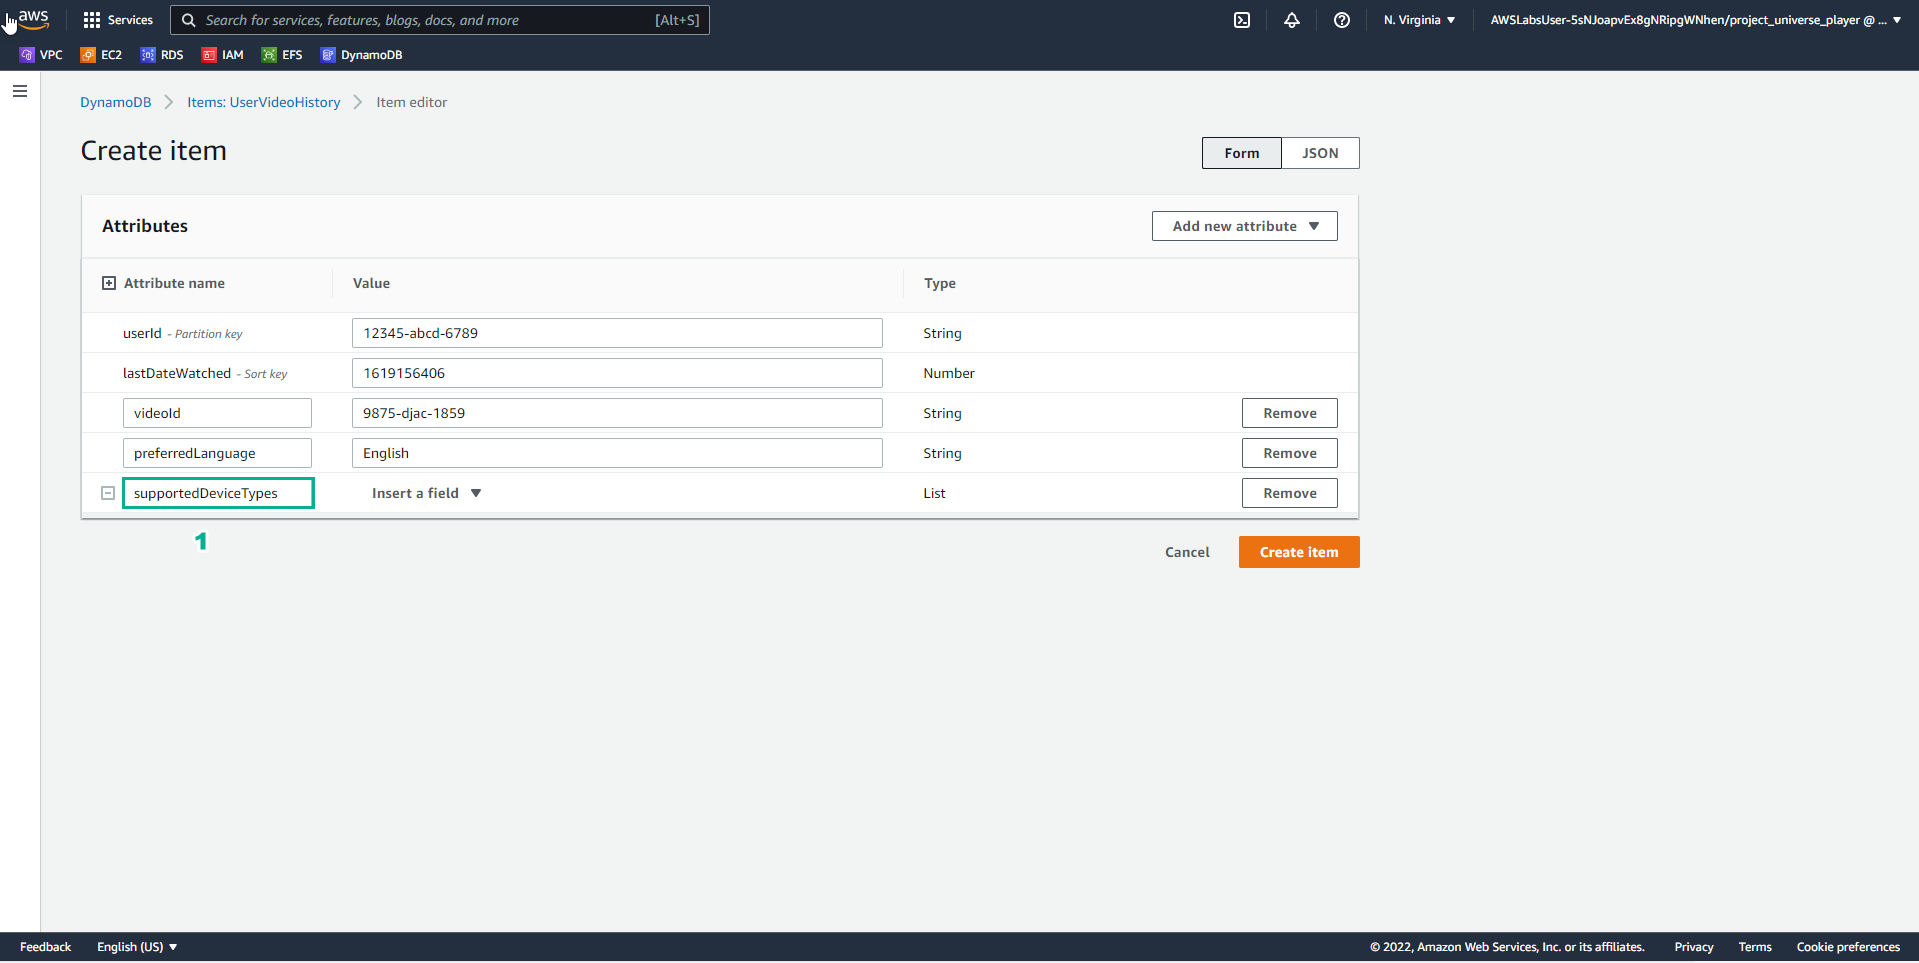 aws Services Search for services, features, blogs, docs, and more [Alt+S] N. Virginia ▼ AWSLabsUser-5sNJoapvEx8gNRipgWNhen/project_universe_player @ ... ▼
VPC EC2 RDS IAM EFS DynamoDB
DynamoDB > Items: UserVideoHistory > Item editor
Create item
Form JSON
Attributes
Add new attribute ▼
Attribute name Value Type
userId - Partition key 12345-abcd-6789 String
lastDateWatched - Sort key 1619156406 Number
videoId 9875-djac-1859 String Remove
preferredLanguage English String Remove
supportedDeviceTypes Insert a field ▼ List Remove
1
Cancel Create item
Feedback English (US) ▼ © 2022, Amazon Web Services, Inc. or its affiliates. Privacy Terms Cookie preferences